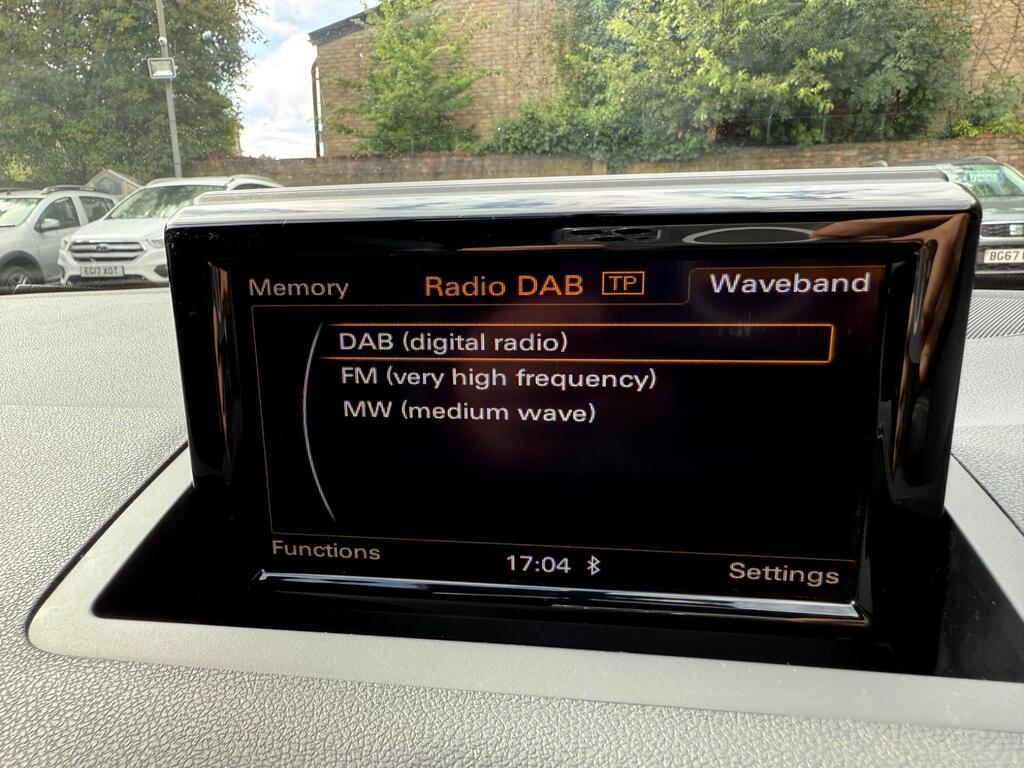 EG17 XOT
BG67
Memory
Radio DAB TP
Waveband
DAB (digital radio)
FM (very high frequency)
MW (medium wave)
Functions
17:04
Settings